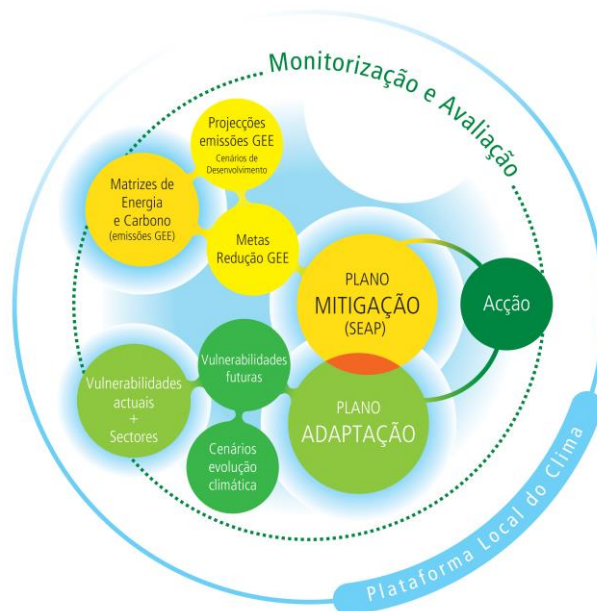 Monitorização e Avaliação
Projecções
emissões GEE
Cenários de
Desenvolvimento
Matrizes de
Energia
e Carbono
(emissões GEE)
Metas
Redução GEE
PLANO
MITIGAÇÃO
(SEAP)
Acção
Vulnerabilidades
actuais
+
Sectores
Vulnerabilidades
futuras
Cenários
evolução
climática
PLANO
ADAPTAÇÃO
Plataforma Local do Clima